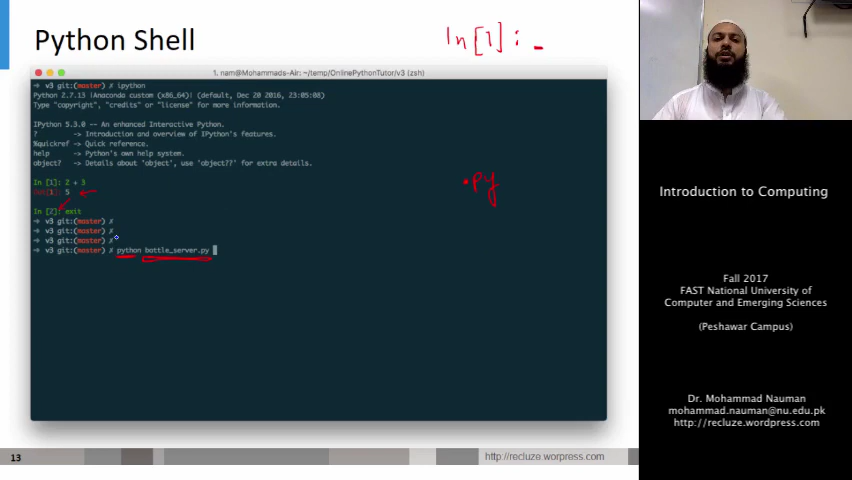 Python Shell
In [1] : _
1. nam@Mohammads-Air: ~/temp/OnlinePythonTutor/v3 (zsh)
→ v3 git:(master) ✗ ipython
Python 2.7.13 |Anaconda custom (x86_64)| (default, Dec 20 2016, 23:05:08)
Type "copyright", "credits" or "license" for more information.
IPython 5.3.0 -- An enhanced Interactive Python.
? -> Introduction and overview of IPython's features.
%quickref -> Quick reference.
help -> Python's own help system.
object? -> Details about 'object', use 'object??' for extra details.
In [1]: 2 + 3
Out[1]: 5
.py
In [2]: exit
→ v3 git:(master) ✗
→ v3 git:(master) ✗
→ v3 git:(master) ✗
→ v3 git:(master) ✗ python bottle_server.py
13
http://recluze.worpress.com
Introduction to Computing
Fall 2017
FAST National University of
Computer and Emerging Sciences
(Peshawar Campus)
Dr. Mohammad Nauman
mohammad.nauman@nu.edu.pk
http://recluze.wordpress.com